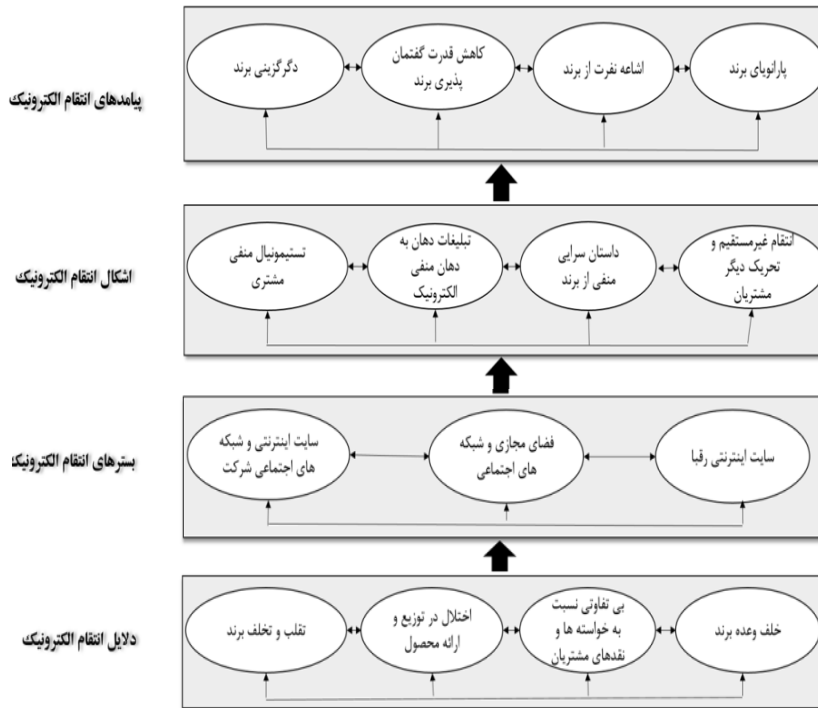 پیامدهای انتقام الکترونیک
پارانویای برند
اشاعه نفرت از برند
کاهش قدرت گفتمان
پذیری برند
دگرگزینی برند
اشکال انتقام الکترونیک
انتقام غیرمستقیم و
تحریک دیگر
مشتریان
داستان سرایی
منفی از برند
تبلیغات دهان به
دهان منفی
الکترونیک
تستیمونیال منفی
مشتری
بسترهای انتقام الکترونیک
سایت اینترنتی رقبا
فضای مجازی و شبکه
های اجتماعی
سایت اینترنتی و شبکه
های اجتماعی شرکت
دلایل انتقام الکترونیک
خلف وعده برند
بی تفاوتی نسبت
به خواسته ها و
نقدهای مشتریان
اختلال در توزیع و
ارائه محصول
تقلب و تخلف برند